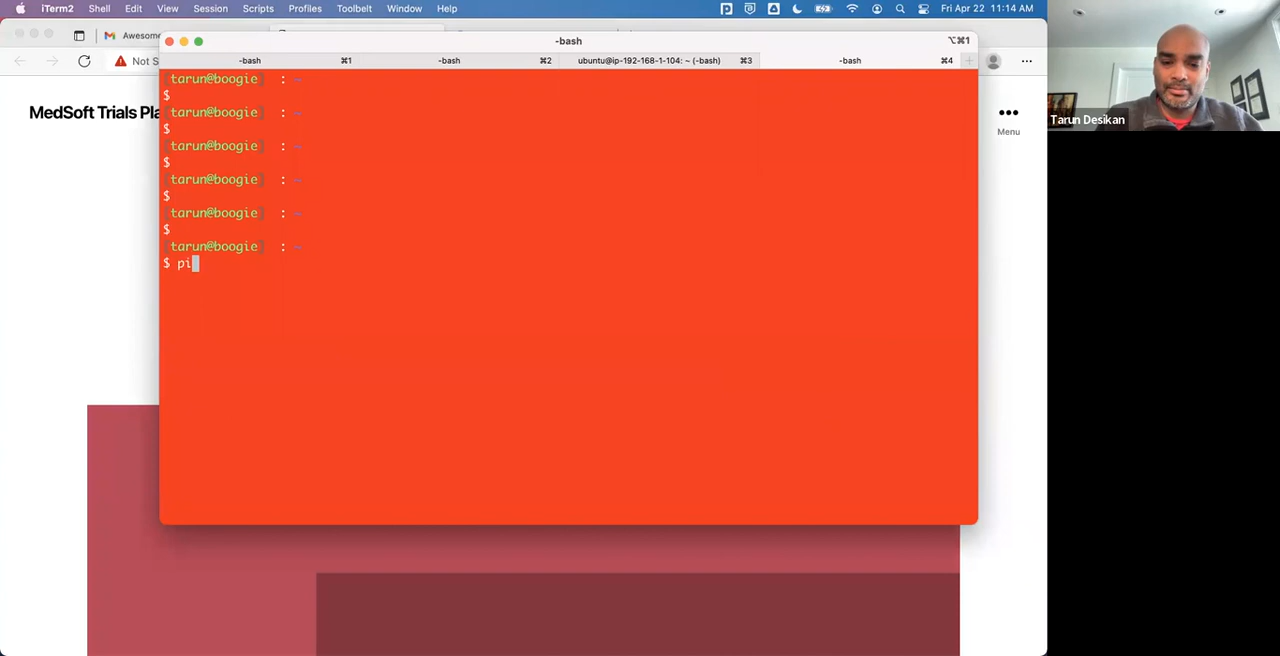 iTerm2 Shell Edit View Session Scripts Profiles Toolbelt Window Help Fri Apr 22 11:14 AM
Awesome
-bash ⌥⌘1
-bash ⌘1 -bash ⌘2 ubuntu@ip-192-168-1-104: ~ (-bash) ⌘3 -bash ⌘4 +
Not S
[tarun@boogie] : ~
$
[tarun@boogie] : ~
$
[tarun@boogie] : ~
$
[tarun@boogie] : ~
$
[tarun@boogie] : ~
$
[tarun@boogie] : ~
$ pi
MedSoft Trials Pla
Menu
Tarun Desikan